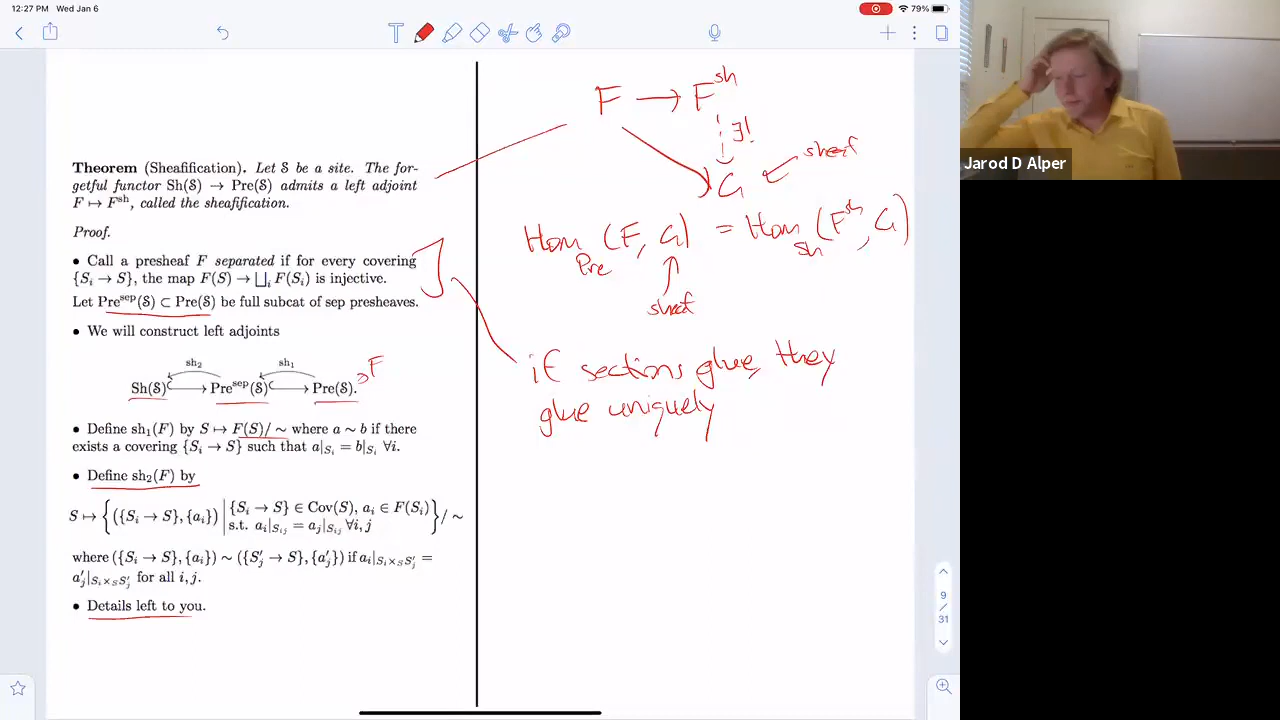 12:27 PM Wed Jan 6
79%
Theorem (Sheafification). Let S be a site. The for-
getful functor Sh(S) → Pre(S) admits a left adjoint
F ↦ F^sh, called the sheafification.
Proof.
• Call a presheaf F separated if for every covering
{S_i → S}, the map F(S) → ∐_i F(S_i) is injective.
Let Pre^sep(S) ⊂ Pre(S) be full subcat of sep presheaves.
• We will construct left adjoints
sh_2 sh_1
Sh(S) Pre^sep(S) Pre(S). ∋ F
• Define sh_1(F) by S ↦ F(S)/ ∼ where a ∼ b if there
exists a covering {S_i → S} such that a|_{S_i} = b|_{S_i} ∀i.
• Define sh_2(F) by
S ↦ { ({S_i → S}, {a_i}) | {S_i → S} ∈ Cov(S), a_i ∈ F(S_i)
s.t. a_i|_{S_ij} = a_j|_{S_ij} ∀i, j } / ∼
where ({S_i → S}, {a_i}) ∼ ({S'_j → S}, {a'_j}) if a_i|_{S_i×_S S'_j} =
a'_j|_{S_i×_S S'_j} for all i, j.
• Details left to you.
F → F^sh
∃!
G ← sheaf
Hom_Pre (F, G) = Hom_Sh (F^sh, G)
sheaf
if sections glue, they
glue uniquely
9
/
31
Jarod D Alper